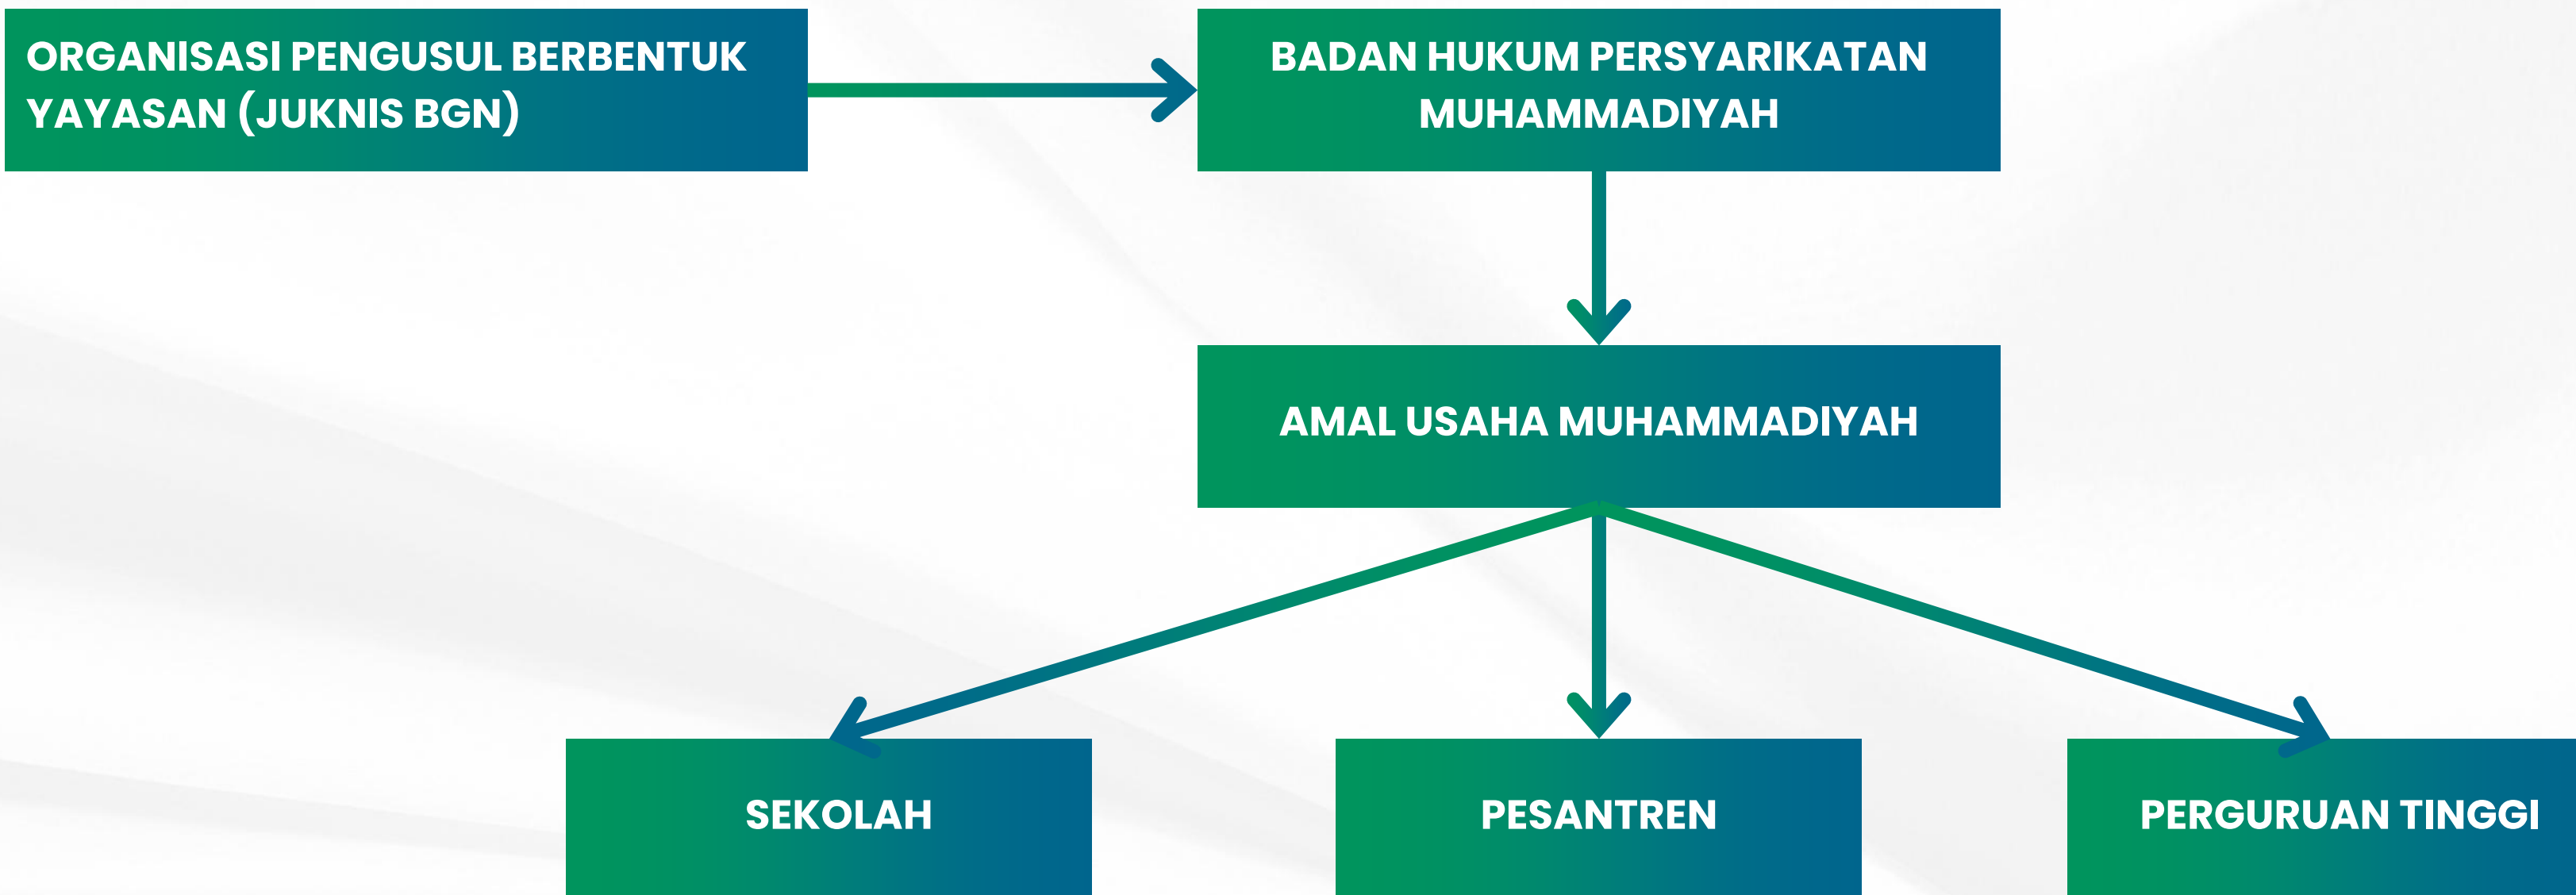 ORGANISASI PENGUSUL BERBENTUK
YAYASAN (JUKNIS BGN)
BADAN HUKUM PERSYARIKATAN
MUHAMMADIYAH
AMAL USAHA MUHAMMADIYAH
SEKOLAH
PESANTREN
PERGURUAN TINGGI